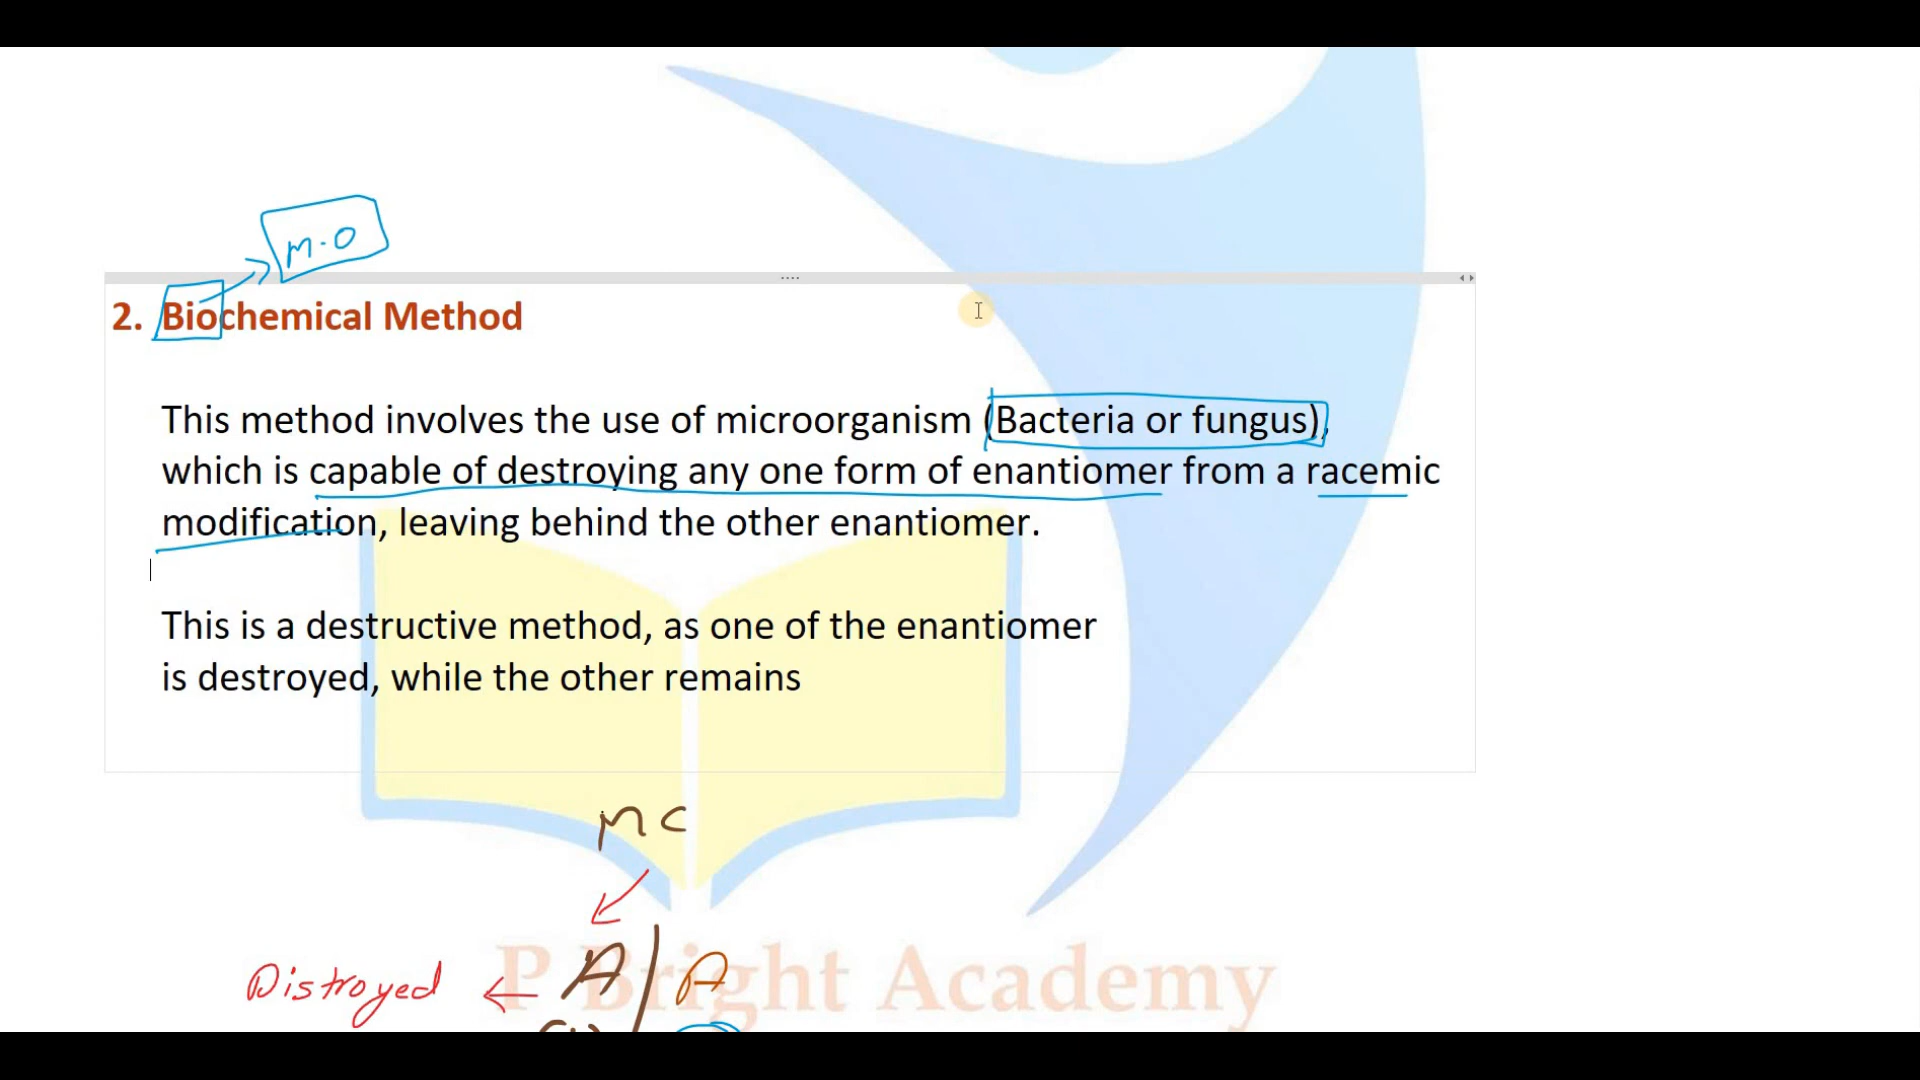 M.O
2. Biochemical Method
This method involves the use of microorganism (Bacteria or fungus),
which is capable of destroying any one form of enantiomer from a racemic
modification, leaving behind the other enantiomer.
This is a destructive method, as one of the enantiomer
is destroyed, while the other remains
MC
Distroyed ← A / A
P Bright Academy